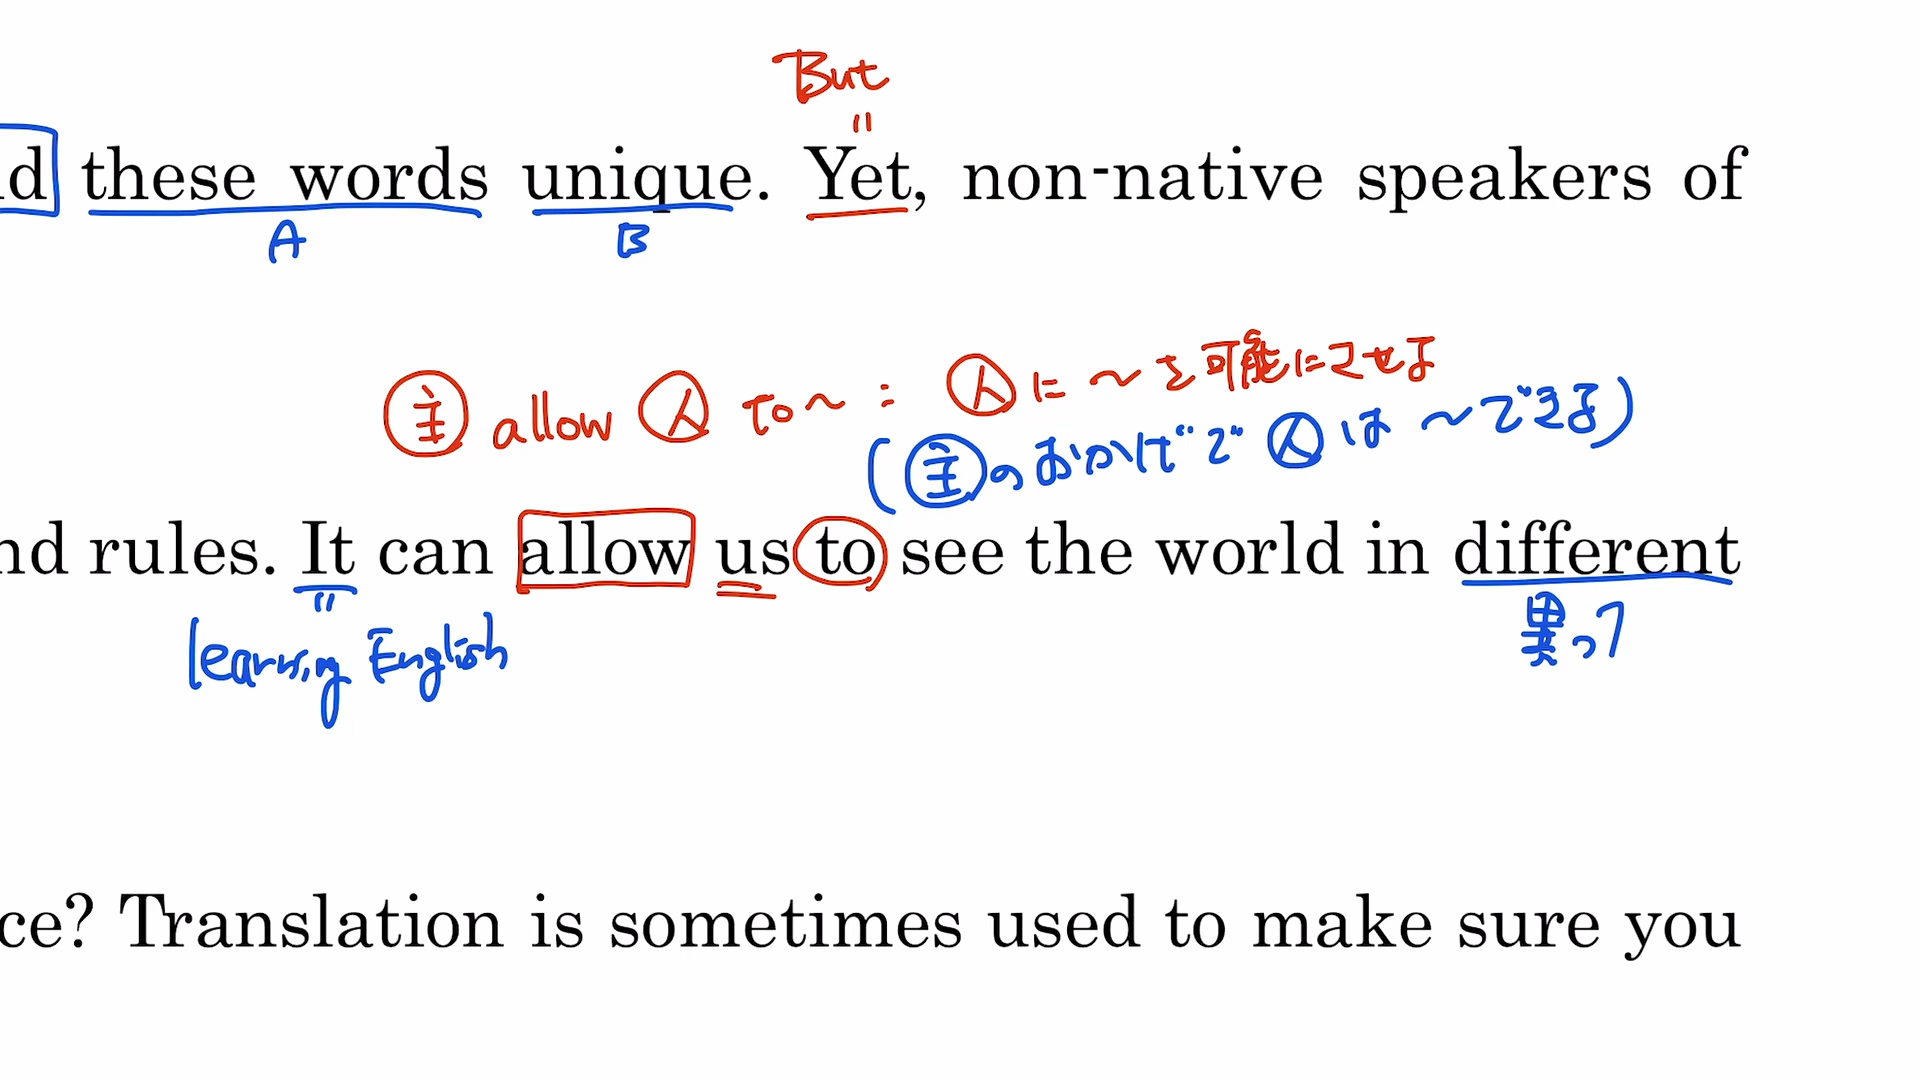 But
"
d these words unique. Yet, non-native speakers of
A B
主 allow 人 to〜 : 人に〜を可能にさせる
(主のおかげで人は〜できる)
nd rules. It can allow us to see the world in different
"
learning English 異って
ce? Translation is sometimes used to make sure you